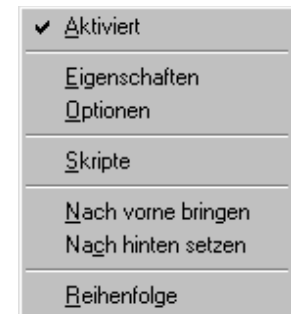 Aktiviert
Eigenschaften
Optionen
Skripte
Nach vorne bringen
Nach hinten setzen
Reihenfolge